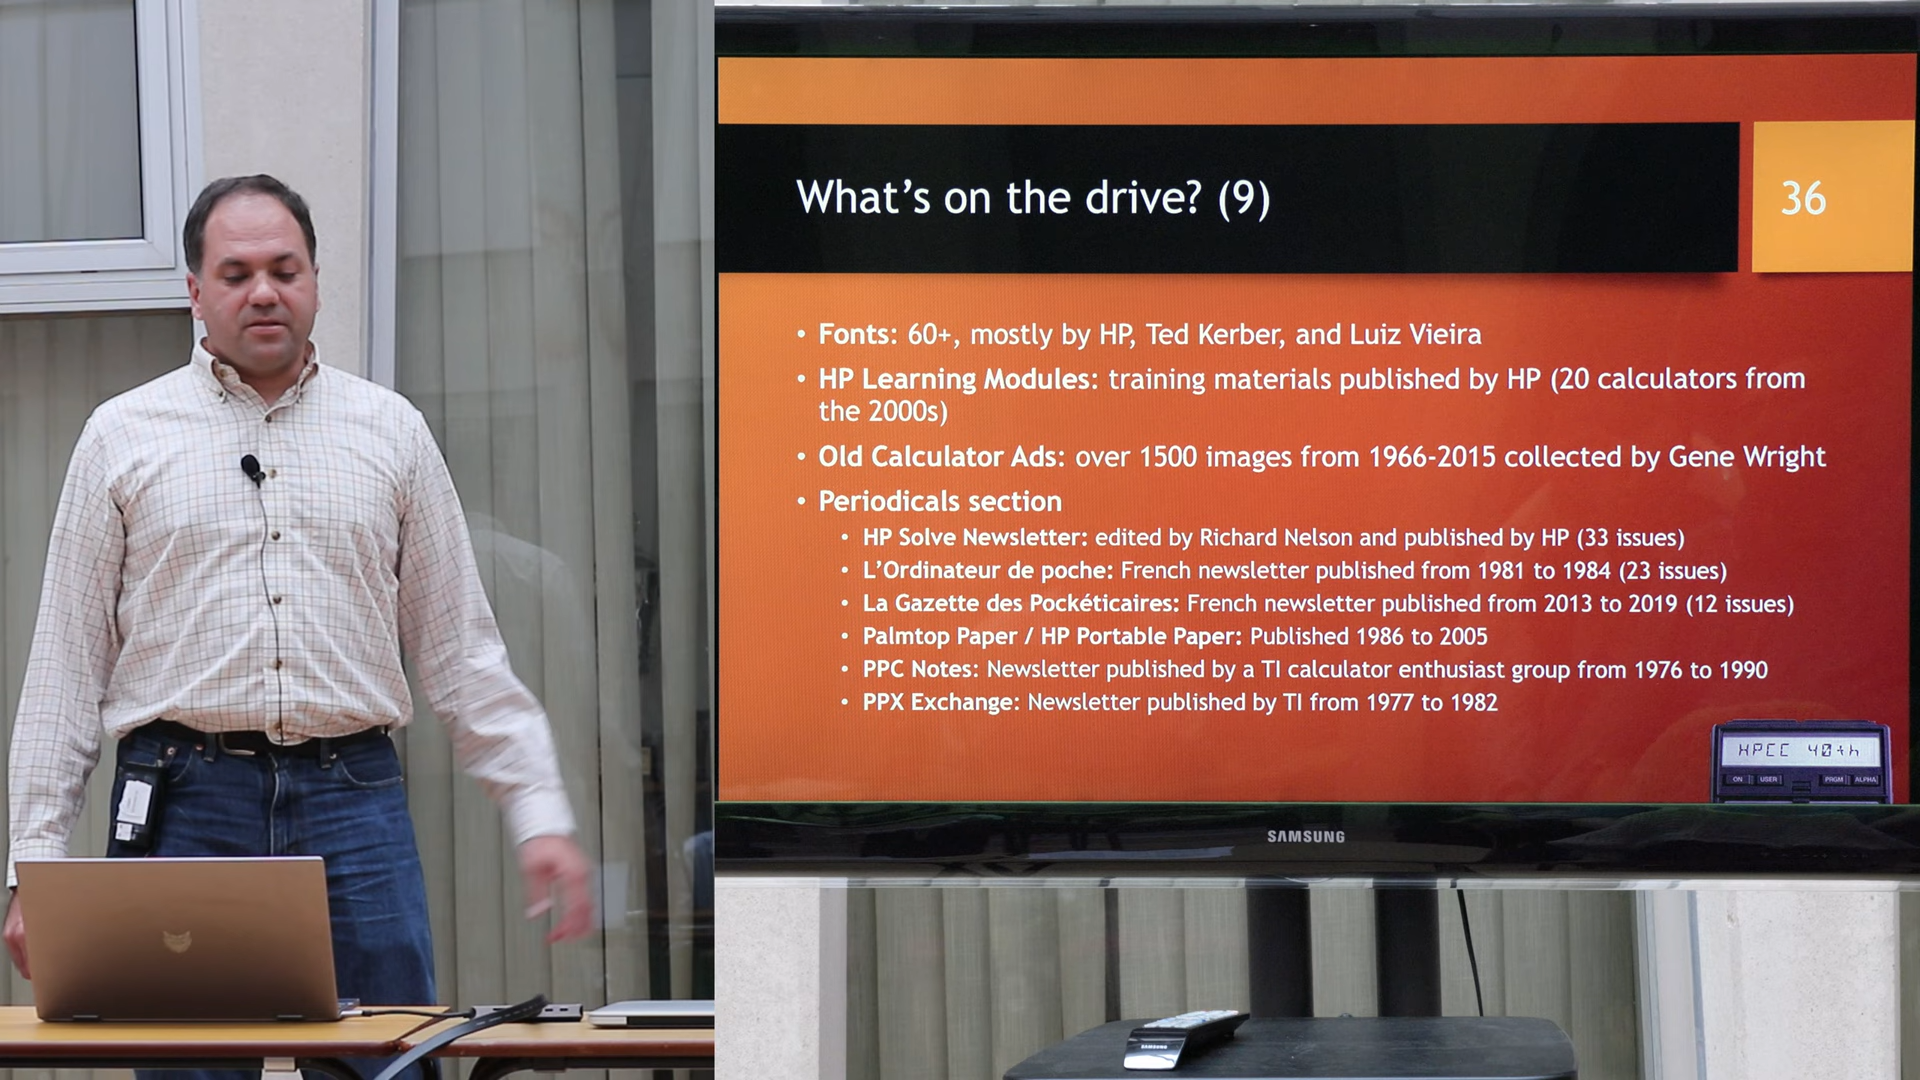 What's on the drive? (9)
36
• Fonts: 60+, mostly by HP, Ted Kerber, and Luiz Vieira
• HP Learning Modules: training materials published by HP (20 calculators from
the 2000s)
• Old Calculator Ads: over 1500 images from 1966-2015 collected by Gene Wright
• Periodicals section
• HP Solve Newsletter: edited by Richard Nelson and published by HP (33 issues)
• L'Ordinateur de poche: French newsletter published from 1981 to 1984 (23 issues)
• La Gazette des Pockéticaires: French newsletter published from 2013 to 2019 (12 issues)
• Palmtop Paper / HP Portable Paper: Published 1986 to 2005
• PPC Notes: Newsletter published by a TI calculator enthusiast group from 1976 to 1990
• PPX Exchange: Newsletter published by TI from 1977 to 1982
HPCC 40th
ON USER PRGM ALPHA
SAMSUNG
SAMSUNG